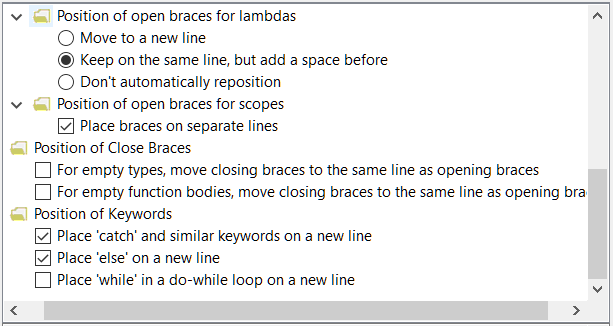 Position of open braces for lambdas
Move to a new line
Keep on the same line, but add a space before
Don't automatically reposition
Position of open braces for scopes
Place braces on separate lines
Position of Close Braces
For empty types, move closing braces to the same line as opening braces
For empty function bodies, move closing braces to the same line as opening bra
Position of Keywords
Place 'catch' and similar keywords on a new line
Place 'else' on a new line
Place 'while' in a do-while loop on a new line